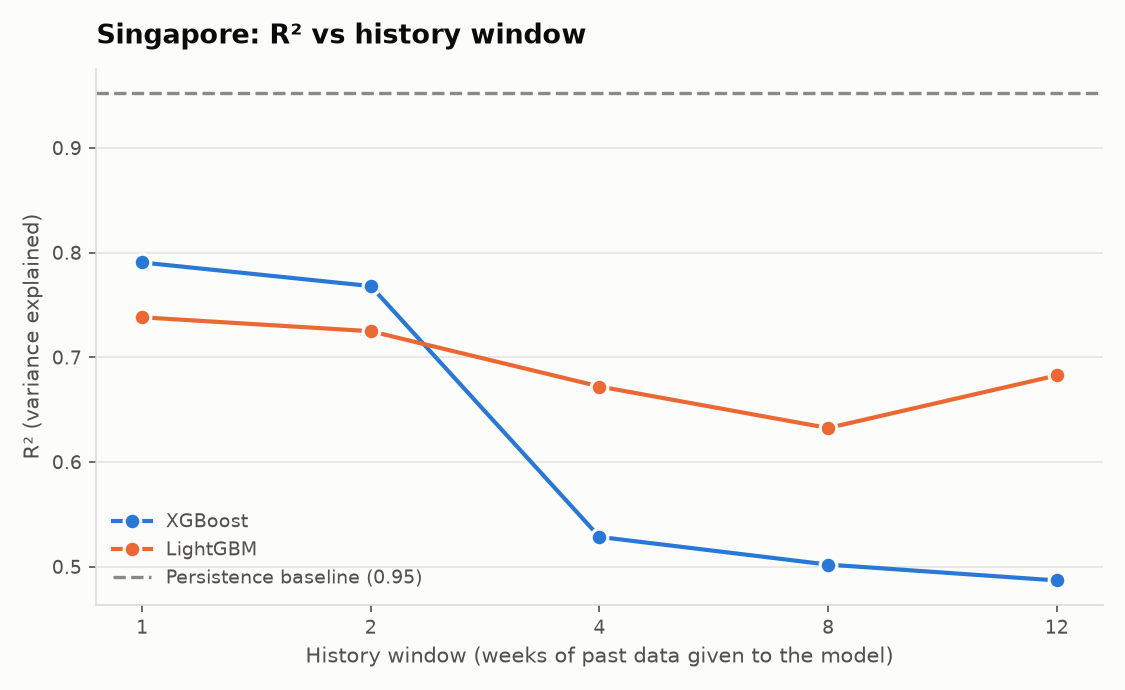 Singapore: R² vs history window
R² (variance explained)
0.9
0.8
0.7
0.6
0.5
XGBoost
LightGBM
Persistence baseline (0.95)
1 2 4 8 12
History window (weeks of past data given to the model)